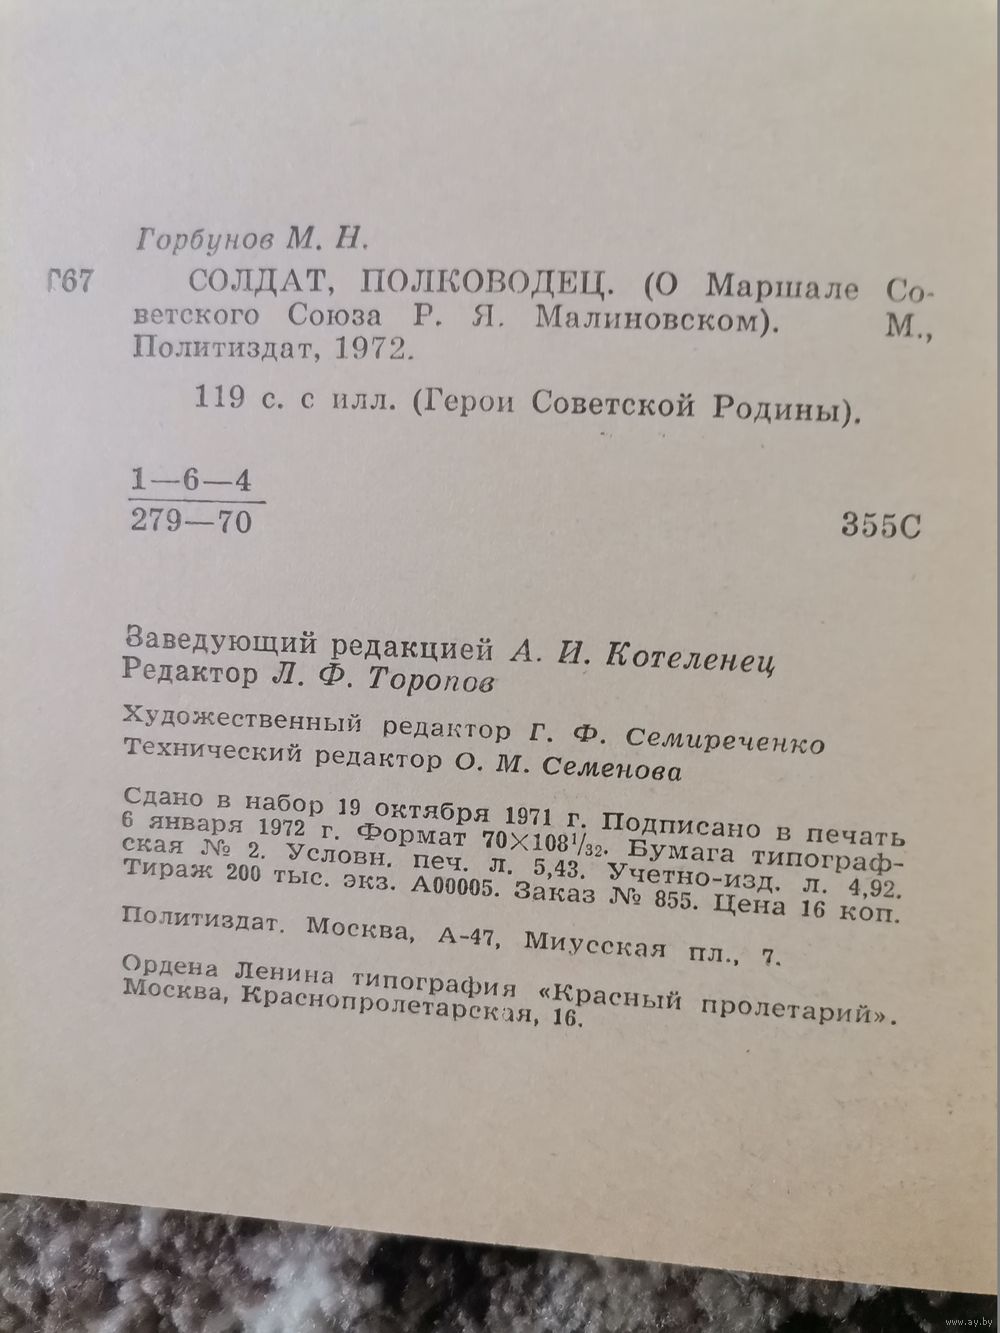 Горбунов М. Н.
Г67 СОЛДАТ, ПОЛКОВОДЕЦ. (О Маршале Со-
ветского Союза Р. Я. Малиновском). М.,
Политиздат, 1972.
119 с. с илл. (Герои Советской Родины).
1—6—4
279—70
355С
Заведующий редакцией А. И. Котеленец
Редактор Л. Ф. Торопов
Художественный редактор Г. Ф. Семиреченко
Технический редактор О. М. Семенова
Сдано в набор 19 октября 1971 г. Подписано в печать
6 января 1972 г. Формат 70×108¹/₃₂. Бумага типограф-
ская № 2. Условн. печ. л. 5,43. Учетно-изд. л. 4,92.
Тираж 200 тыс. экз. А00005. Заказ № 855. Цена 16 коп.
Политиздат. Москва, А-47, Миусская пл., 7.
Ордена Ленина типография «Красный пролетарий».
Москва, Краснопролетарская, 16.
www.ay.by